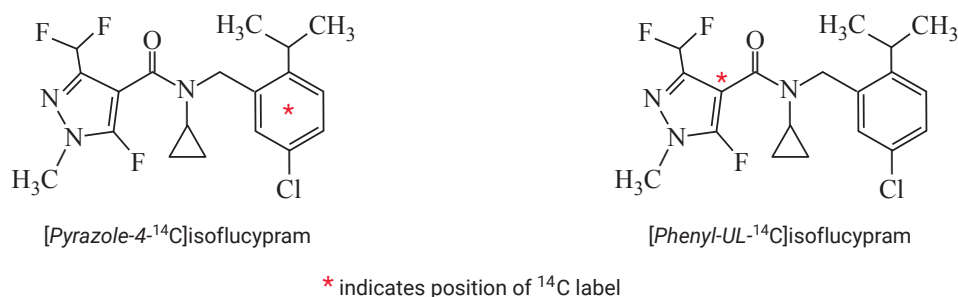 F F O H₃C CH₃
N N N F Cl H₃C *
[Pyrazole-4-¹⁴C]isoflucypram
F F O H₃C CH₃
* N N N F Cl H₃C
[Phenyl-UL-¹⁴C]isoflucypram
* indicates position of ¹⁴C label